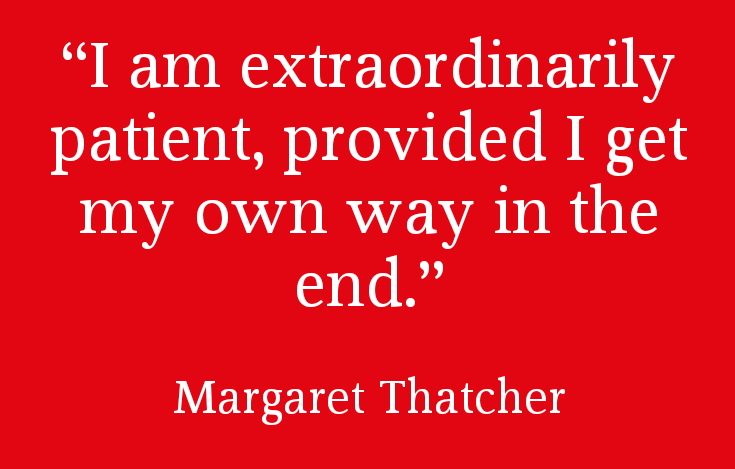 “I am extraordinarily
patient, provided I get
my own way in the
end.”
Margaret Thatcher